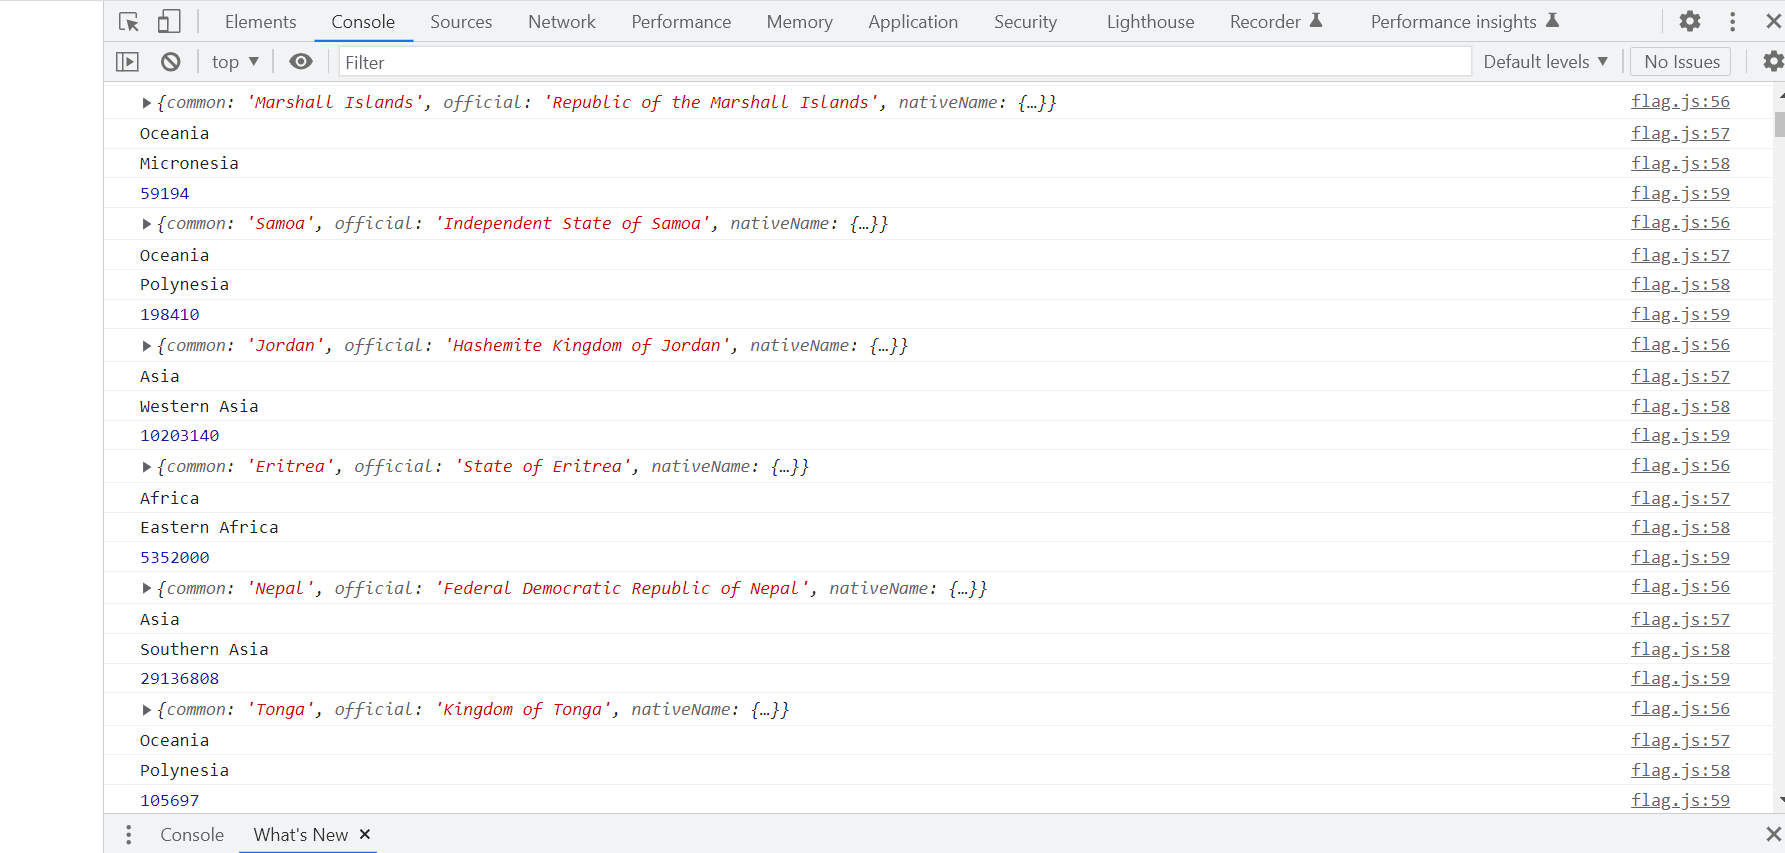 Elements Console Sources Network Performance Memory Application Security Lighthouse Recorder Performance insights
top Filter Default levels No Issues
{common: 'Marshall Islands', official: 'Republic of the Marshall Islands', nativeName: {…}} flag.js:56
Oceania flag.js:57
Micronesia flag.js:58
59194 flag.js:59
{common: 'Samoa', official: 'Independent State of Samoa', nativeName: {…}} flag.js:56
Oceania flag.js:57
Polynesia flag.js:58
198410 flag.js:59
{common: 'Jordan', official: 'Hashemite Kingdom of Jordan', nativeName: {…}} flag.js:56
Asia flag.js:57
Western Asia flag.js:58
10203140 flag.js:59
{common: 'Eritrea', official: 'State of Eritrea', nativeName: {…}} flag.js:56
Africa flag.js:57
Eastern Africa flag.js:58
5352000 flag.js:59
{common: 'Nepal', official: 'Federal Democratic Republic of Nepal', nativeName: {…}} flag.js:56
Asia flag.js:57
Southern Asia flag.js:58
29136808 flag.js:59
{common: 'Tonga', official: 'Kingdom of Tonga', nativeName: {…}} flag.js:56
Oceania flag.js:57
Polynesia flag.js:58
105697 flag.js:59
Console What's New